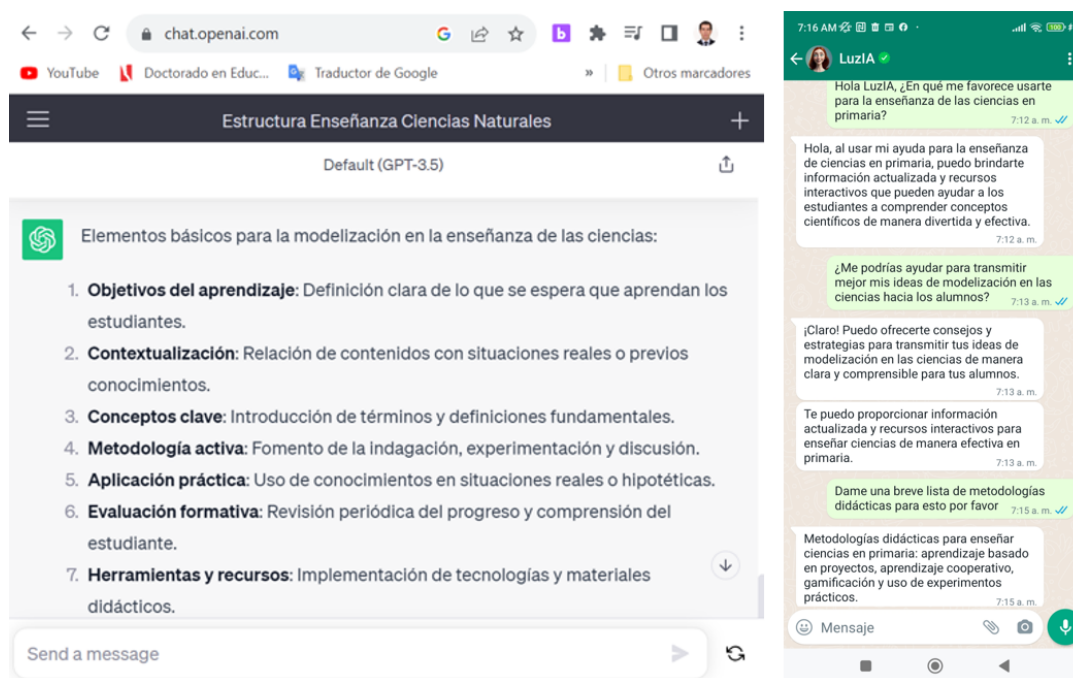 chat.openai.com
YouTube
Doctorado en Educ...
Traductor de Google
»
Otros marcadores
Estructura Enseñanza Ciencias Naturales
Default (GPT-3.5)
Elementos básicos para la modelización en la enseñanza de las ciencias:
1. Objetivos del aprendizaje: Definición clara de lo que se espera que aprendan los
estudiantes.
2. Contextualización: Relación de contenidos con situaciones reales o previos
conocimientos.
3. Conceptos clave: Introducción de términos y definiciones fundamentales.
4. Metodología activa: Fomento de la indagación, experimentación y discusión.
5. Aplicación práctica: Uso de conocimientos en situaciones reales o hipotéticas.
6. Evaluación formativa: Revisión periódica del progreso y comprensión del
estudiante.
7. Herramientas y recursos: Implementación de tecnologías y materiales
didácticos.
Send a message
7:16 AM
100
LuzIA
Hola LuzIA, ¿En qué me favorece usarte
para la enseñanza de las ciencias en
primaria?
7:12 a. m.
Hola, al usar mi ayuda para la enseñanza
de ciencias en primaria, puedo brindarte
información actualizada y recursos
interactivos que pueden ayudar a los
estudiantes a comprender conceptos
científicos de manera divertida y efectiva.
7:12 a. m.
¿Me podrías ayudar para transmitir
mejor mis ideas de modelización en las
ciencias hacia los alumnos?
7:13 a. m.
¡Claro! Puedo ofrecerte consejos y
estrategias para transmitir tus ideas de
modelización en las ciencias de manera
clara y comprensible para tus alumnos.
7:13 a. m.
Te puedo proporcionar información
actualizada y recursos interactivos para
enseñar ciencias de manera efectiva en
primaria.
7:13 a. m.
Dame una breve lista de metodologías
didácticas para esto por favor
7:15 a. m.
Metodologías didácticas para enseñar
ciencias en primaria: aprendizaje basado
en proyectos, aprendizaje cooperativo,
gamificación y uso de experimentos
prácticos.
7:15 a. m.
Mensaje